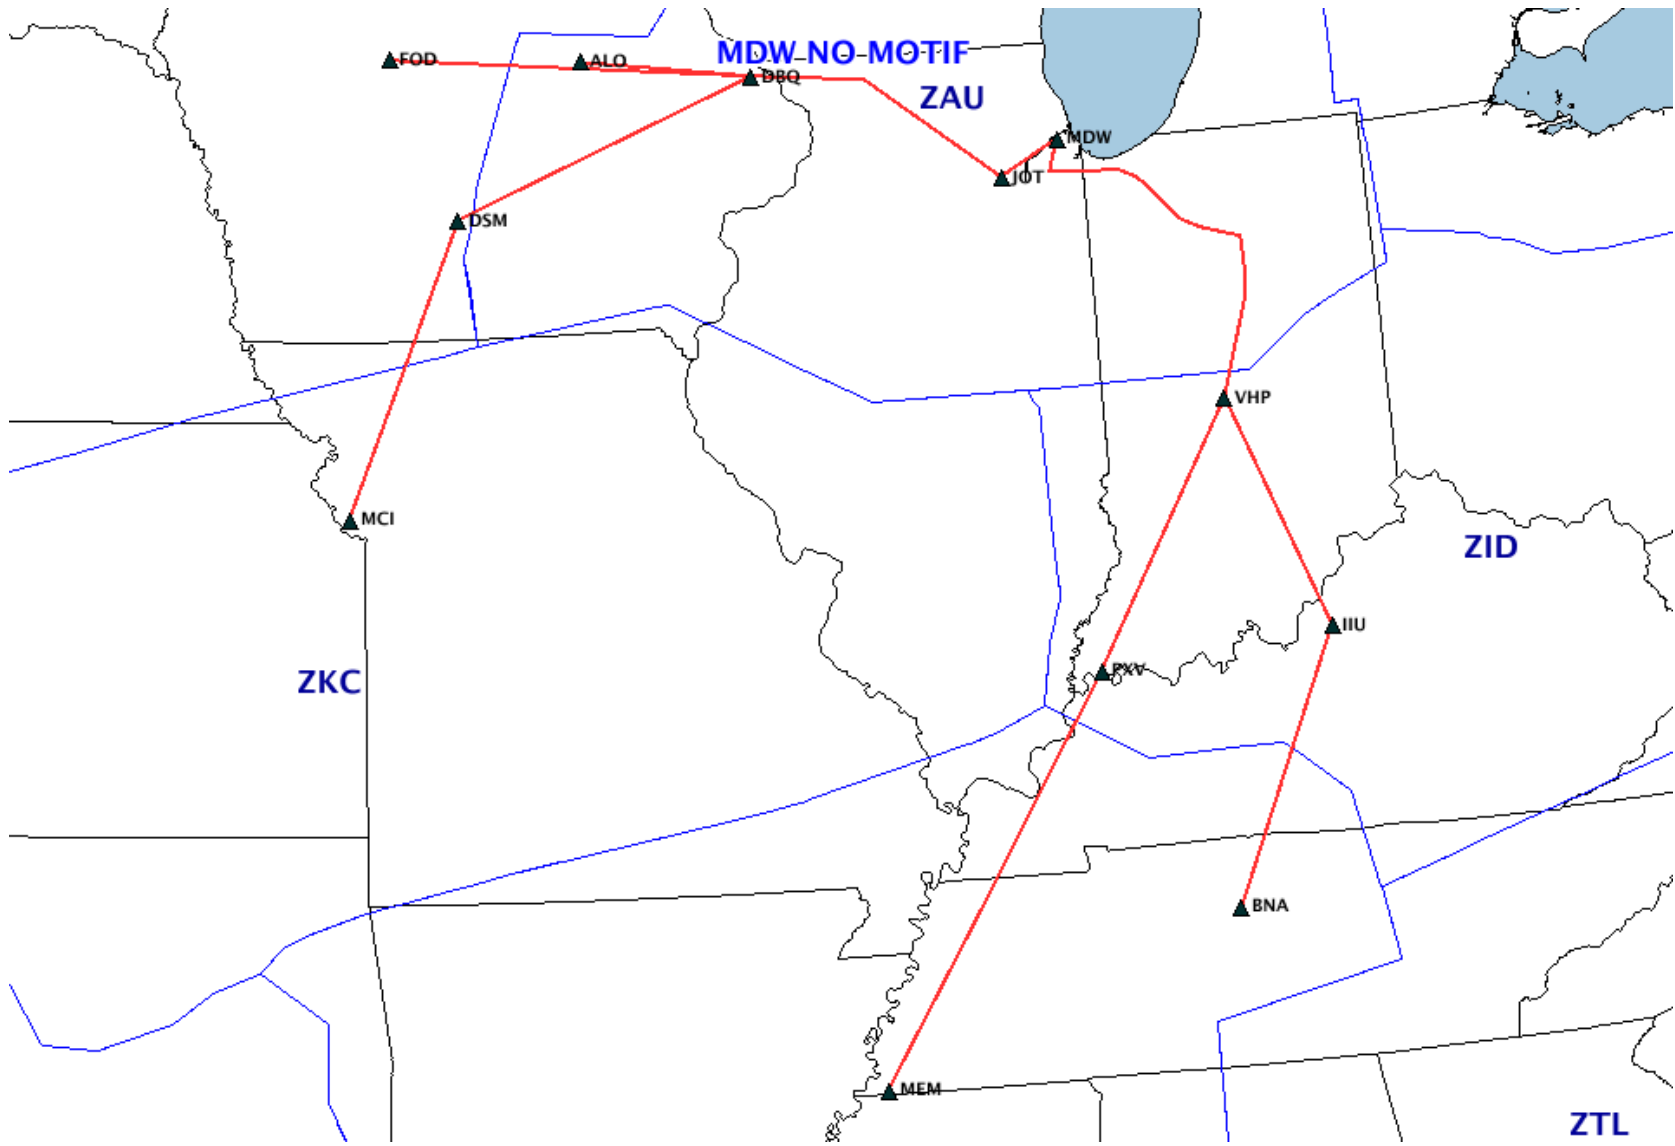 MDW NO MOTIF
FOD
ALO
DBQ
ZAU
MDW
JOT
DSM
VHP
MCI
ZID
IIU
PXV
ZKC
BNA
MEM
ZTL